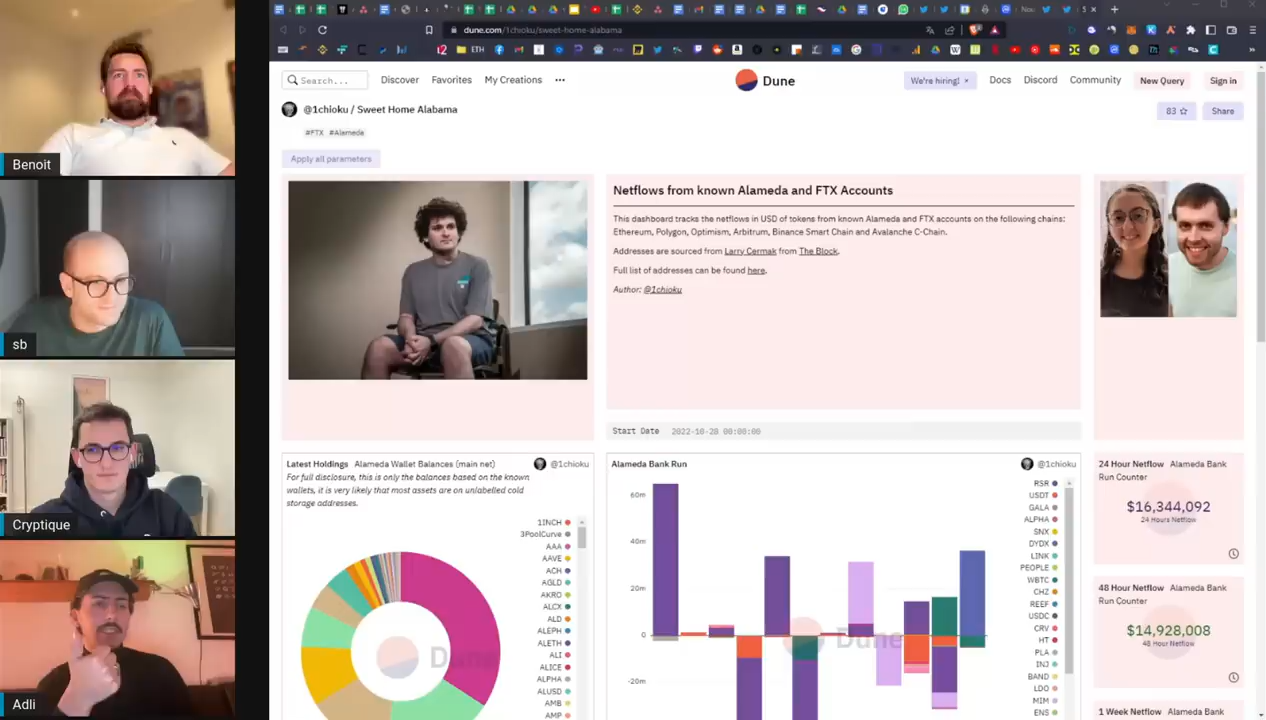 Benoit
sb
Cryptique
Adli
dune.com/1chioku/sweet-home-alabama
ETH
Search...
Discover
Favorites
My Creations
Dune
We're hiring!
Docs
Discord
Community
New Query
Sign in
@1chioku / Sweet Home Alabama
83
Share
#FTX #Alameda
Apply all parameters
Netflows from known Alameda and FTX Accounts
This dashboard tracks the netflows in USD of tokens from known Alameda and FTX accounts on the following chains:
Ethereum, Polygon, Optimism, Arbitrum, Binance Smart Chain and Avalanche C-Chain.
Addresses are sourced from Larry Cermak from The Block.
Full list of addresses can be found here.
Author: @1chioku
Start Date 2022-10-28 00:00:00
Latest Holdings Alameda Wallet Balances (main net)
@1chioku
For full disclosure, this is only the balances based on the known
wallets, it is very likely that most assets are on unlabelled cold
storage addresses.
1INCH
3PoolCurve
AAA
AAVE
ACH
AGLD
AKRO
ALCX
ALD
ALEPH
ALETH
ALI
ALICE
ALPHA
ALUSD
AMB
AMP
Dune
Alameda Bank Run
@1chioku
60m
40m
20m
0
-20m
Dune
RSR
USDT
GALA
ALPHA
SNX
DYDX
LINK
PEOPLE
WBTC
CHZ
REEF
USDC
CRV
HT
PLA
INJ
BAND
LDO
MIM
ENS
24 Hour Netflow Alameda Bank
Run Counter
$16,344,092
24 Hours Netflow
48 Hour Netflow Alameda Bank
Run Counter
$14,928,008
48 Hour Netflow
1 Week Netflow Alameda Bank